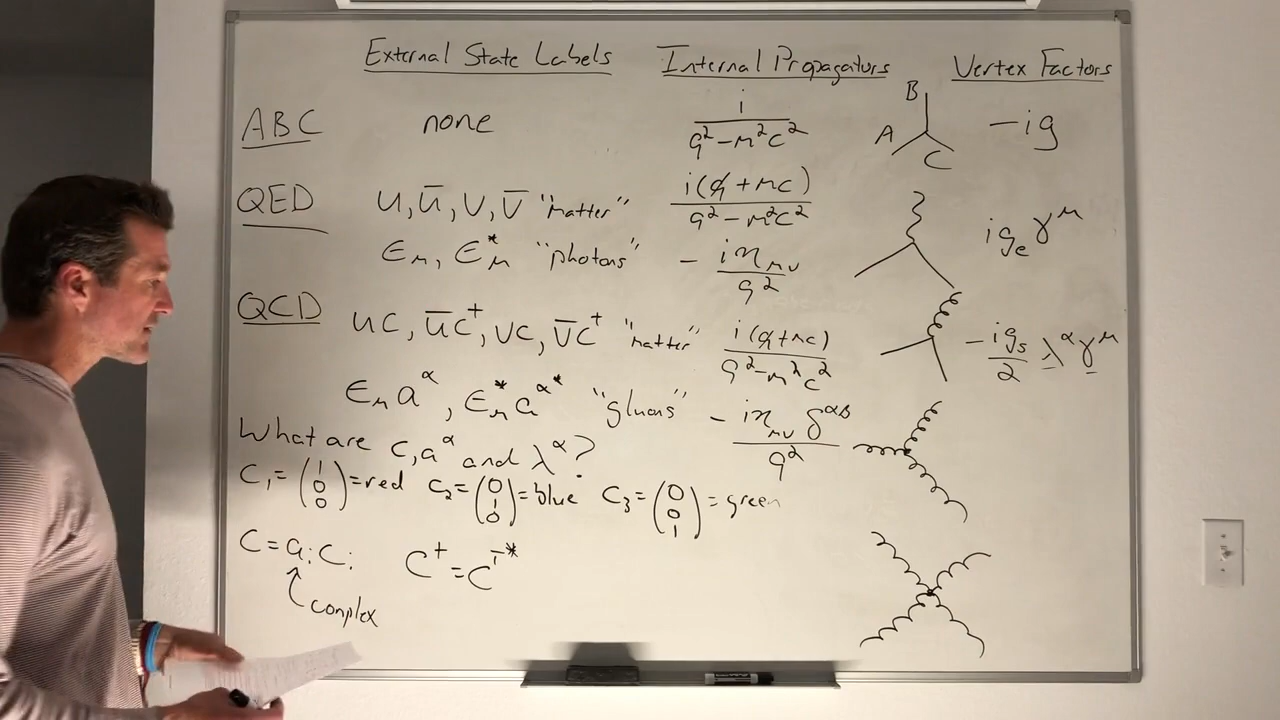 External State Labels Internal Propagators Vertex Factors
ABC none i/(q²-m²c²) B A C -ig
QED u, ū, v, v̄ "matter" i(q̸+mc)/(q²-m²c²) ig_e γ^μ
ϵ_μ, ϵ_μ^* "photons" - iη_μν/q²
QCD uc, ūc^†, vc, v̄c^† "matter" i(q̸+mc)/(q²-m²c²) -ig_s/2 λ^α γ^μ
ϵ_μ a^α, ϵ_μ^* a^α* "gluons" - iη_μν δ^αβ/q²
What are c, a^α and λ^α?
C₁=(1 0 0)=red C₂=(0 1 0)=blue C₃=(0 0 1)=green
C=a_i C_i C^†=C^T*
complex